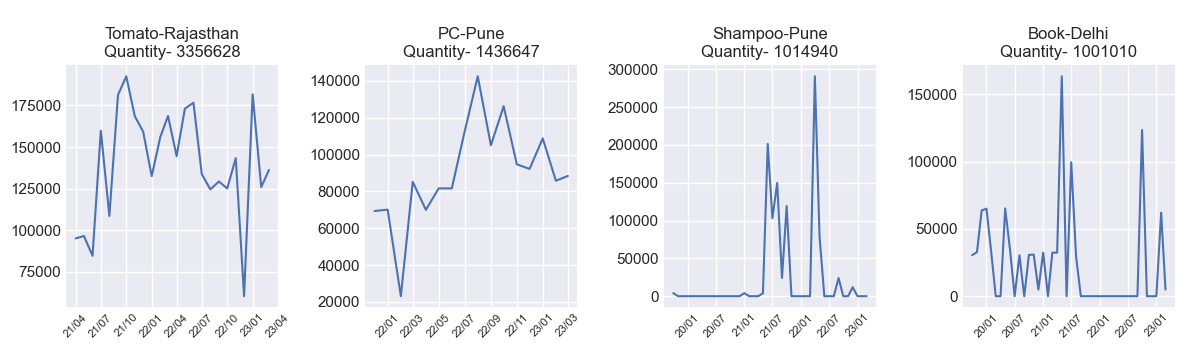 Tomato-Rajasthan
Quantity- 3356628
175000
150000
125000
100000
75000
21/04 21/07 21/10 22/01 22/04 22/07 22/10 23/01 23/04
PC-Pune
Quantity- 1436647
140000
120000
100000
80000
60000
40000
20000
22/01 22/03 22/05 22/07 22/09 22/11 23/01 23/03
Shampoo-Pune
Quantity- 1014940
300000
250000
200000
150000
100000
50000
0
20/01 20/07 21/01 21/07 22/01 22/07 23/01
Book-Delhi
Quantity- 1001010
150000
100000
50000
0
20/01 20/07 21/01 21/07 22/01 22/07 23/01